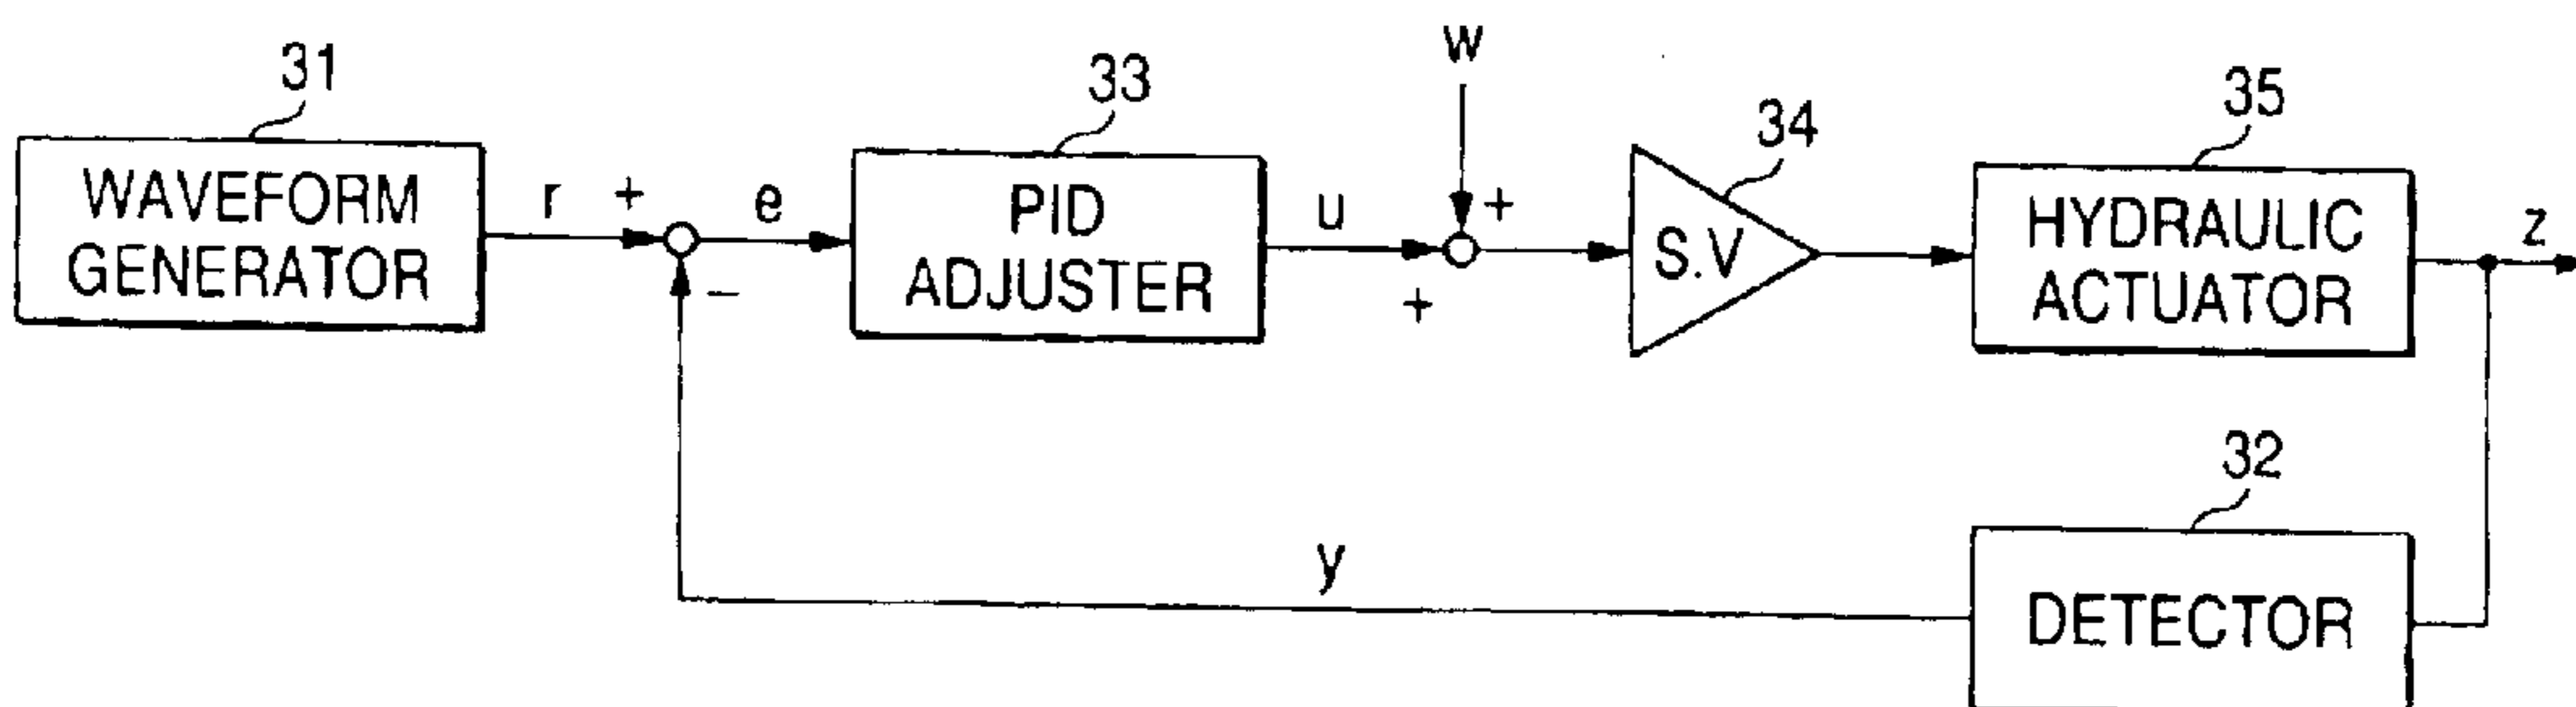 31
WAVEFORM
GENERATOR
r
+
−
e
33
PID
ADJUSTER
u
w
+
+
34
S.V
35
HYDRAULIC
ACTUATOR
z
32
DETECTOR
y